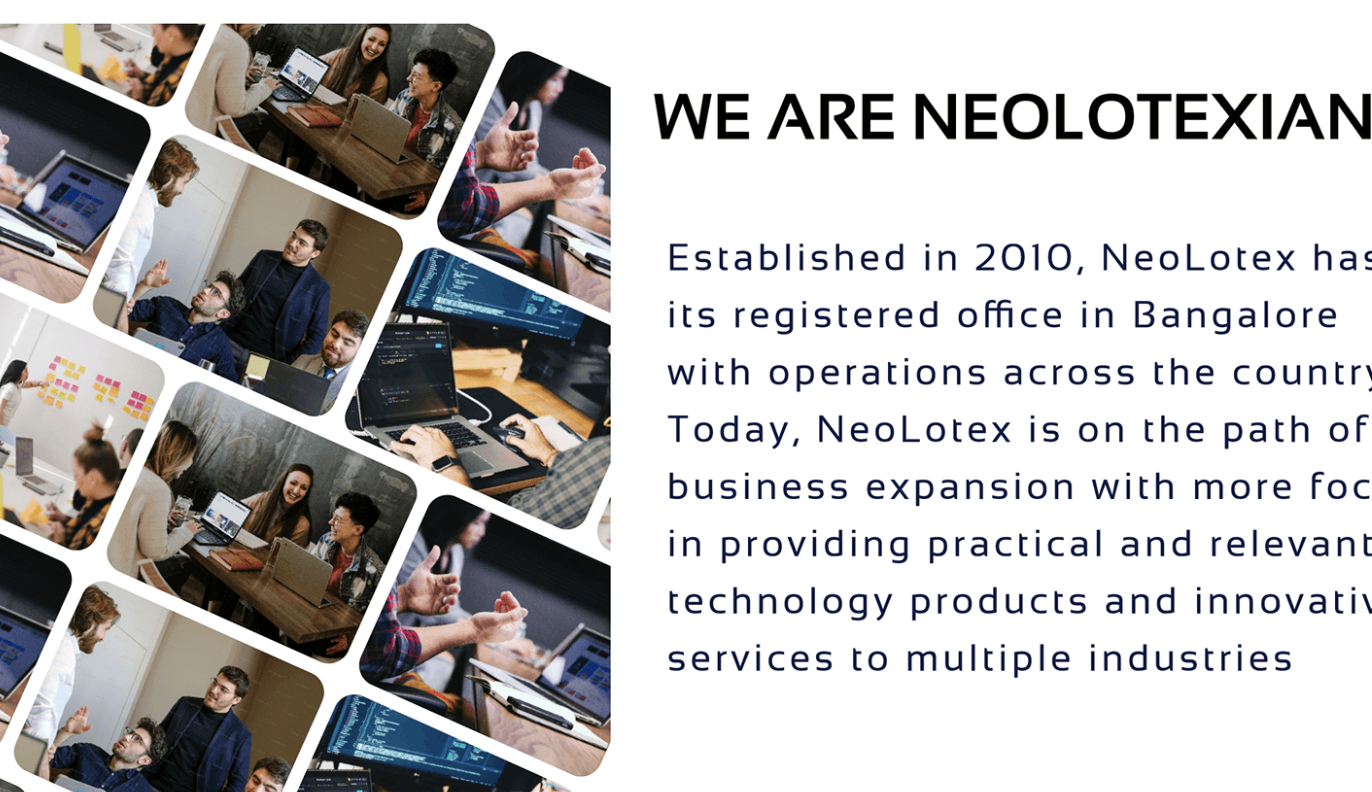 WE ARE NEOLOTEXIAN
Established in 2010, NeoLotex has
its registered office in Bangalore
with operations across the country
Today, NeoLotex is on the path of
business expansion with more foc
in providing practical and relevant
technology products and innovativ
services to multiple industries